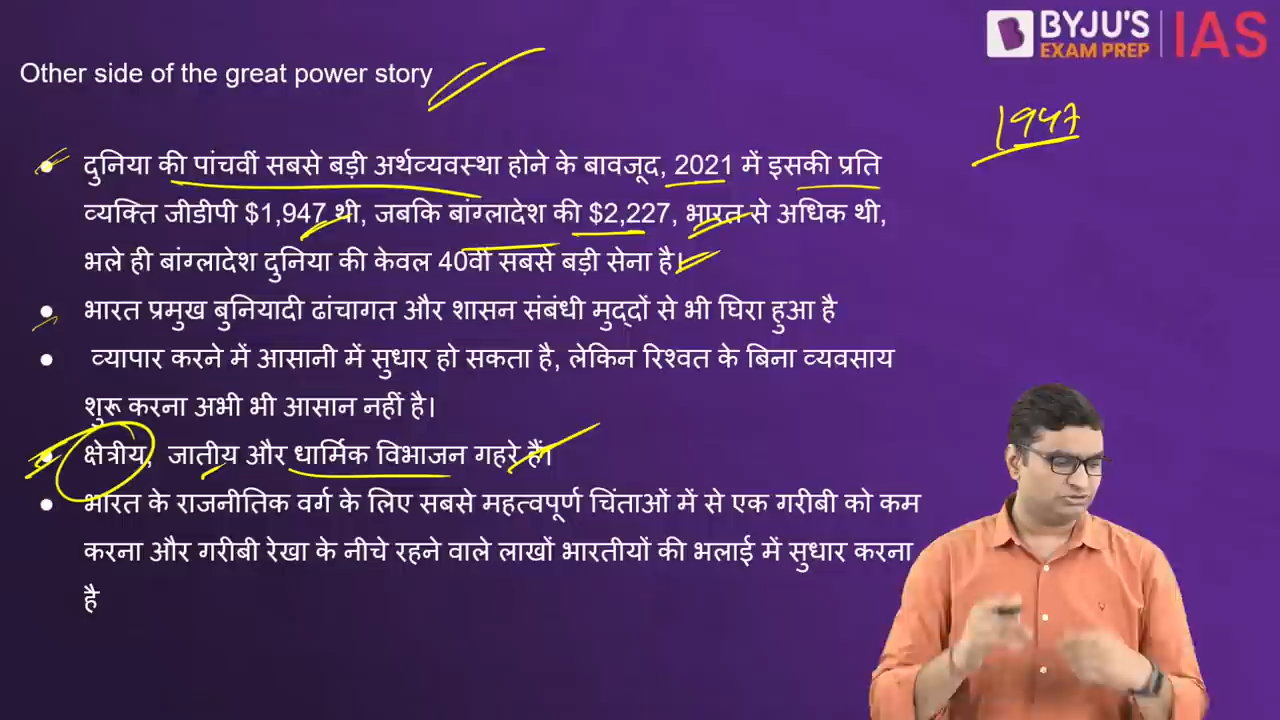 BYJU'S
EXAM PREP
IAS
Other side of the great power story
1947
● दुनिया की पांचवीं सबसे बड़ी अर्थव्यवस्था होने के बावजूद, 2021 में इसकी प्रति
व्यक्ति जीडीपी $1,947 थी, जबकि बांग्लादेश की $2,227, भारत से अधिक थी,
भले ही बांग्लादेश दुनिया की केवल 40वीं सबसे बड़ी सेना है।
● भारत प्रमुख बुनियादी ढांचागत और शासन संबंधी मुद्दों से भी घिरा हुआ है
● व्यापार करने में आसानी में सुधार हो सकता है, लेकिन रिश्वत के बिना व्यवसाय
शुरू करना अभी भी आसान नहीं है।
● क्षेत्रीय, जातीय और धार्मिक विभाजन गहरे हैं।
● भारत के राजनीतिक वर्ग के लिए सबसे महत्वपूर्ण चिंताओं में से एक गरीबी को कम
करना और गरीबी रेखा के नीचे रहने वाले लाखों भारतीयों की भलाई में सुधार करना
है